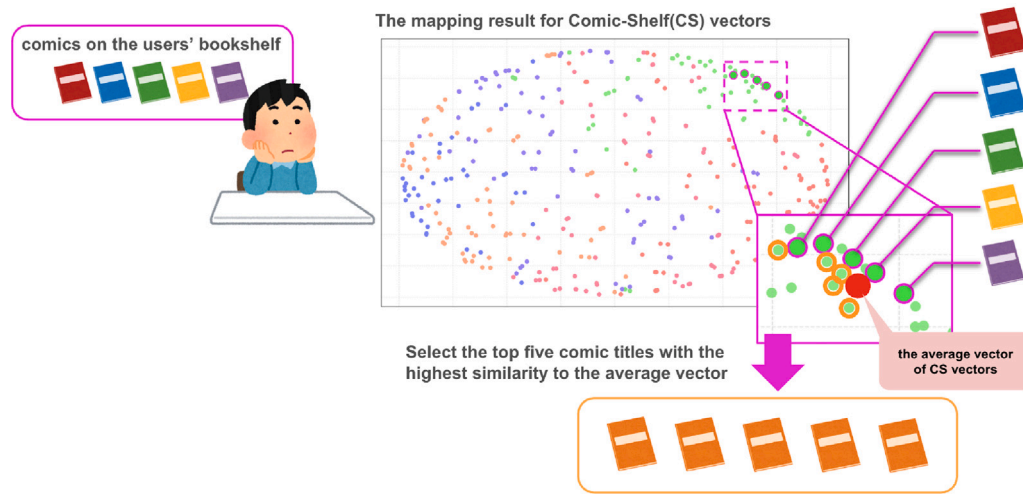 The mapping result for Comic-Shelf(CS) vectors
comics on the users’ bookshelf
Select the top five comic titles with the
highest similarity to the average vector
the average vector
of CS vectors